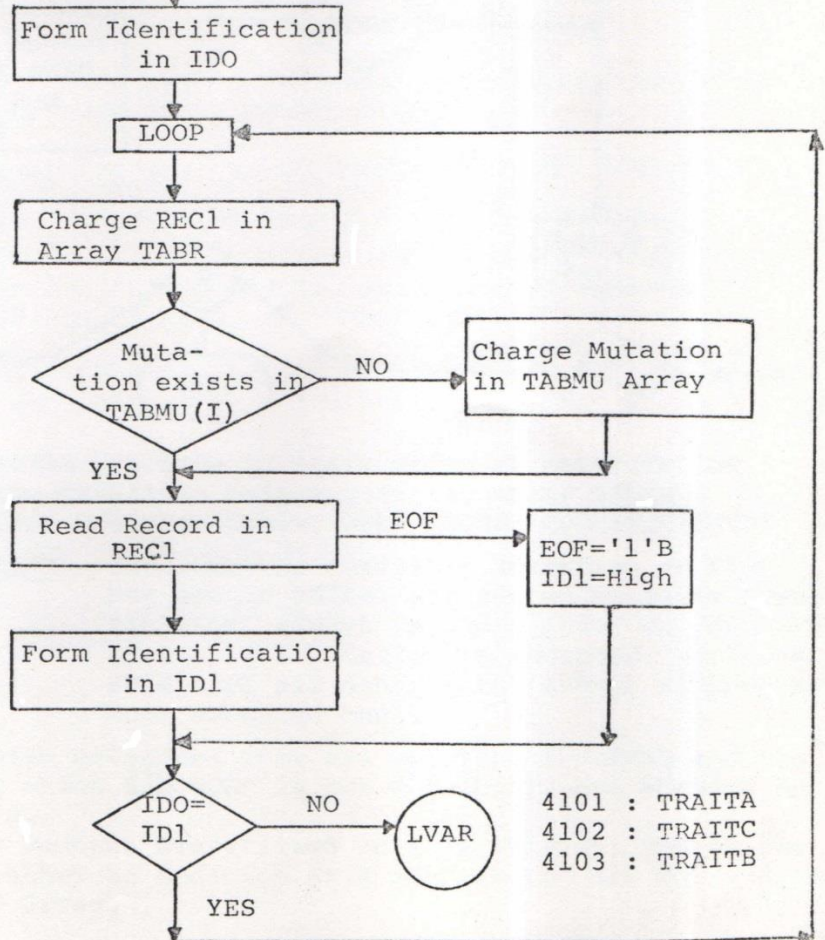 Form Identification
in IDO
LOOP
Charge REC1 in
Array TABR
Muta-
tion exists in
TABMU(I)
NO
Charge Mutation
in TABMU Array
YES
Read Record in
REC1
EOF
EOF='1'B
ID1=High
Form Identification
in ID1
IDO=
ID1
NO
LVAR
4101 : TRAITA
4102 : TRAITC
4103 : TRAITB
YES